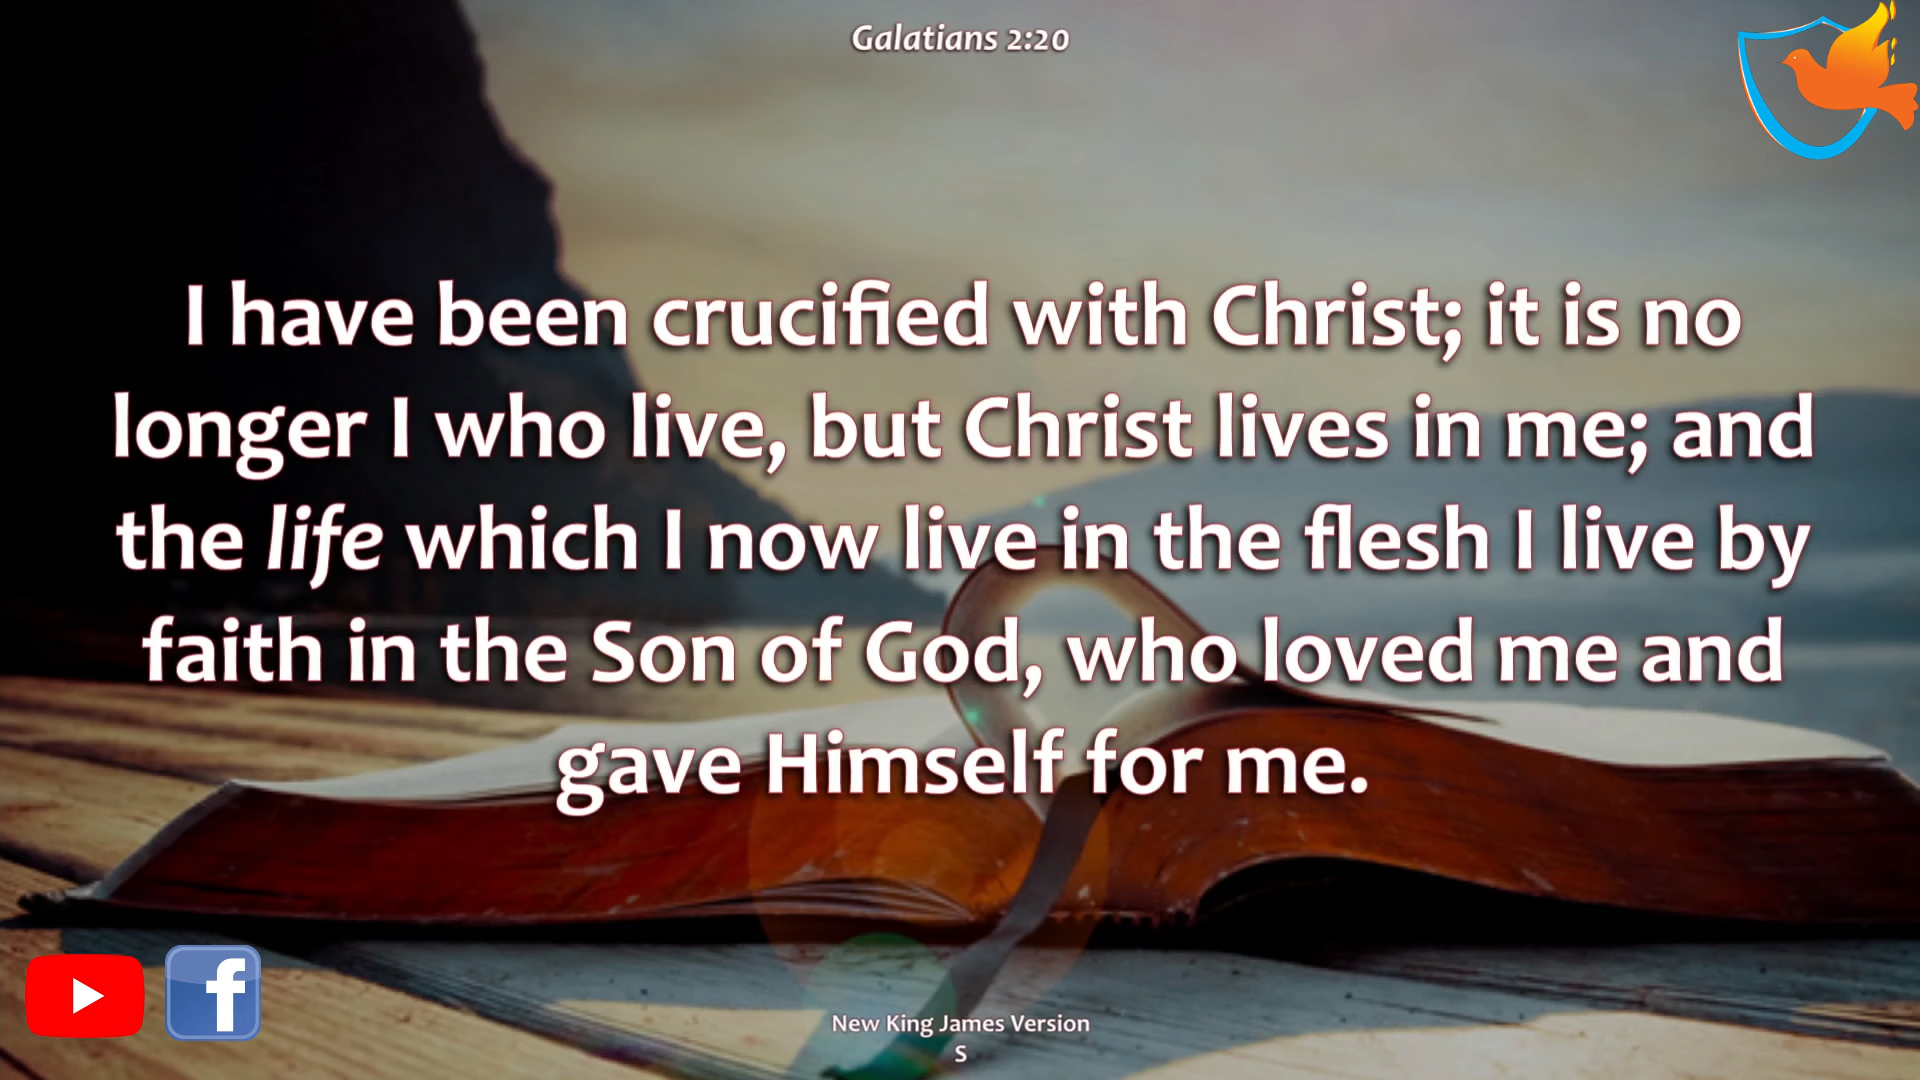 Galatians 2:20
I have been crucified with Christ; it is no
longer I who live, but Christ lives in me; and
the life which I now live in the flesh I live by
faith in the Son of God, who loved me and
gave Himself for me.
f
New King James Version
S